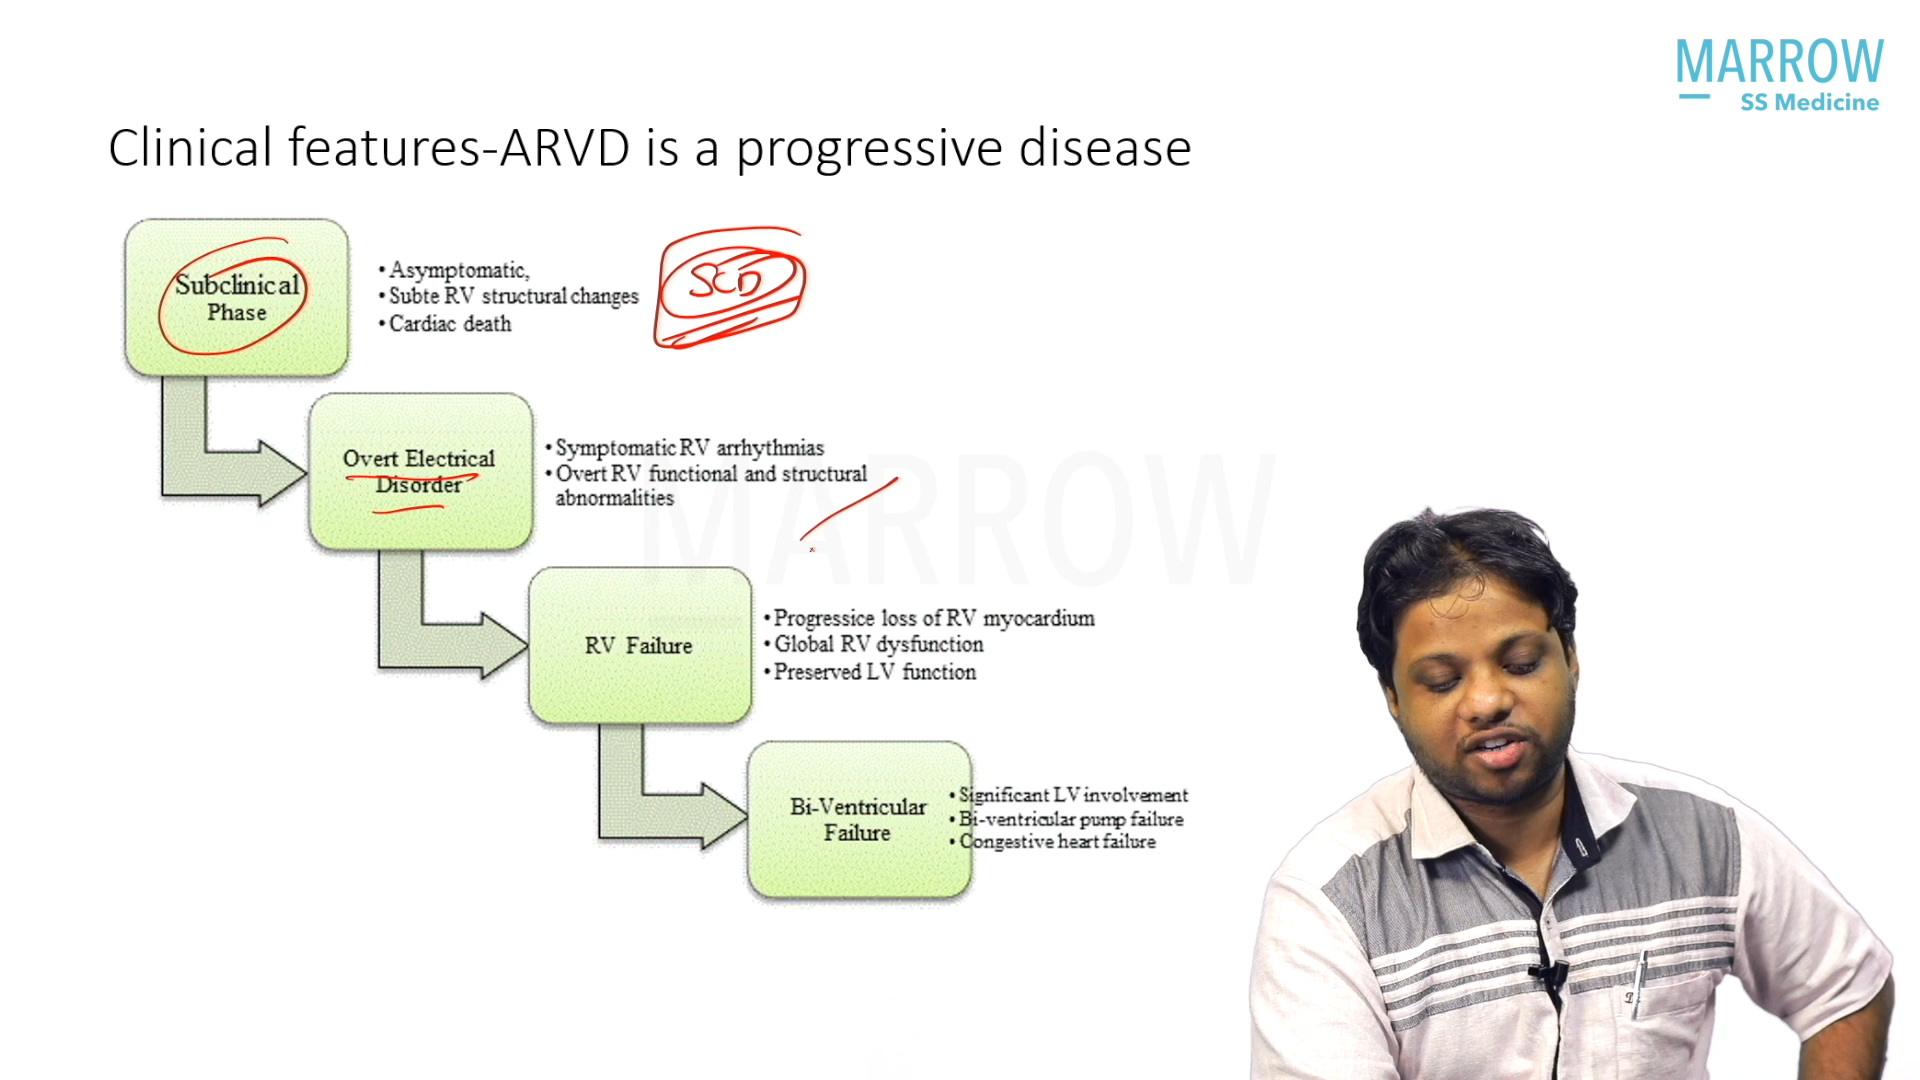 MARROW
SS Medicine
Clinical features-ARVD is a progressive disease
Subclinical
Phase
• Asymptomatic,
• Subte RV structural changes
• Cardiac death
SCD
Overt Electrical
Disorder
• Symptomatic RV arrhythmias
• Overt RV functional and structural
abnormalities
MARROW
RV Failure
• Progressice loss of RV myocardium
• Global RV dysfunction
• Preserved LV function
Bi-Ventricular
Failure
• Significant LV involvement
• Bi-ventricular pump failure
• Congestive heart failure